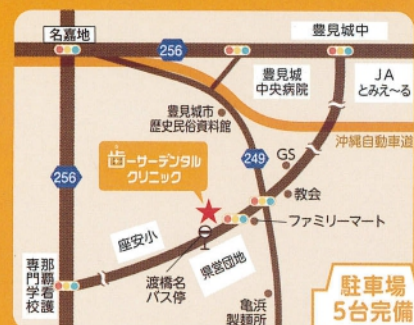 名嘉地
256
豊見城中
豊見城
中央病院
JA
とみえ~る
豊見城市
歴史民俗資料館
沖縄自動車道
249
GS
256
歯ーサーデンタル
クリニック
教会
ファミリーマート
座安小
県営団地
那覇看護
専門学校
渡橋名
バス停
亀浜
製麺所
駐車場
5台完備